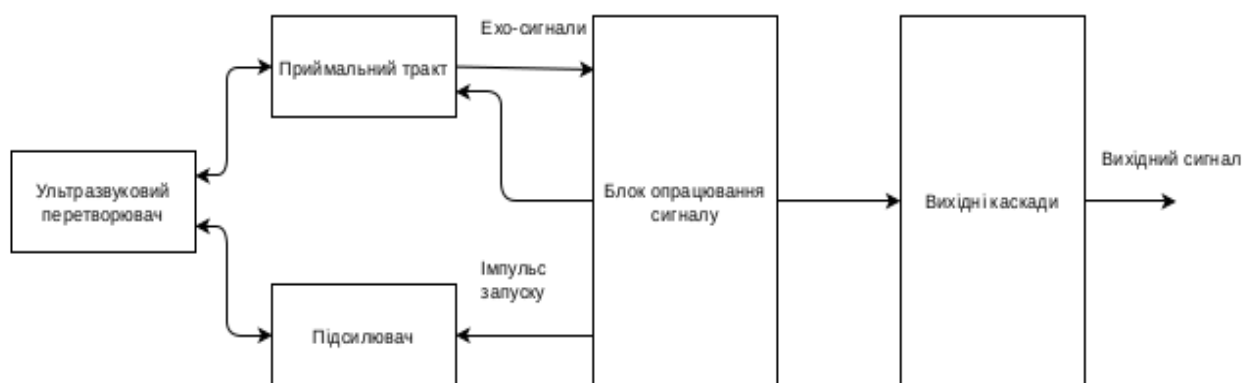 Ехо-сигнали
Приймальний тракт
Вихідний сигнал
Ультразвуковий
перетворювач
Блок опрацювання
сигналу
Вихідні каскади
Імпульс
запуску
Підсилювач